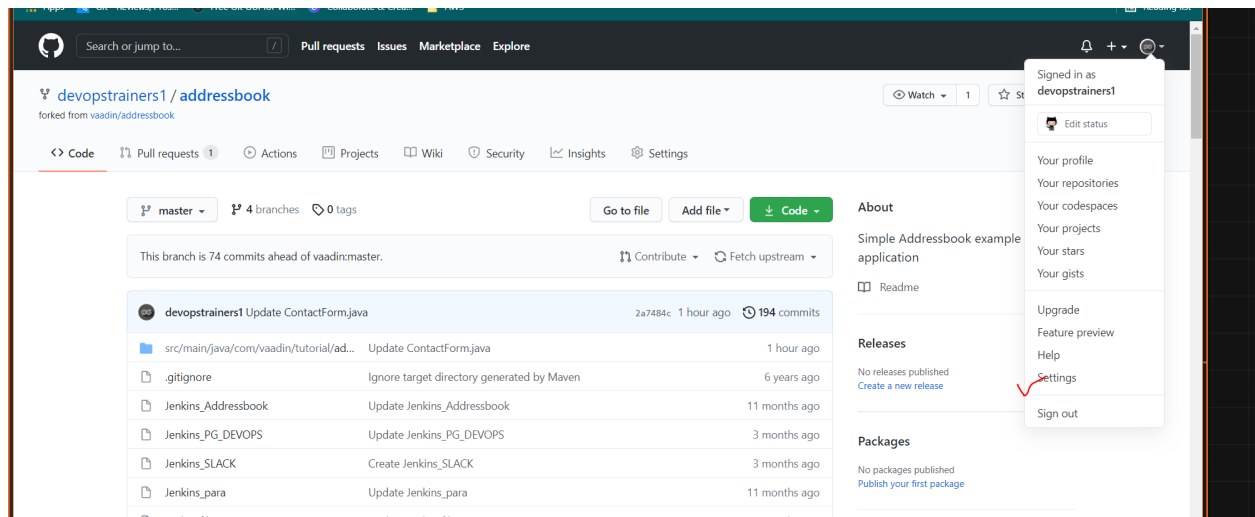 Search or jump to...
/
Pull requests Issues Marketplace Explore
Signed in as
devopstrainers1
Edit status
Your profile
Your repositories
Your codespaces
Your projects
Your stars
Your gists
Upgrade
Feature preview
Help
Settings
Sign out
devopstrainers1 / addressbook
forked from vaadin/addressbook
Watch 1
Code Pull requests 1 Actions Projects Wiki Security Insights Settings
master 4 branches 0 tags Go to file Add file Code
This branch is 74 commits ahead of vaadin:master. Contribute Fetch upstream
devopstrainers1 Update ContactForm.java 2a7484c 1 hour ago 194 commits
src/main/java/com/vaadin/tutorial/ad... Update ContactForm.java 1 hour ago
.gitignore Ignore target directory generated by Maven 6 years ago
Jenkins_Addressbook Update Jenkins_Addressbook 11 months ago
Jenkins_PG_DEVOPS Update Jenkins_PG_DEVOPS 3 months ago
Jenkins_SLACK Create Jenkins_SLACK 3 months ago
Jenkins_para Update Jenkins_para 11 months ago
About
Simple Addressbook example
application
Readme
Releases
No releases published
Create a new release
Packages
No packages published
Publish your first package